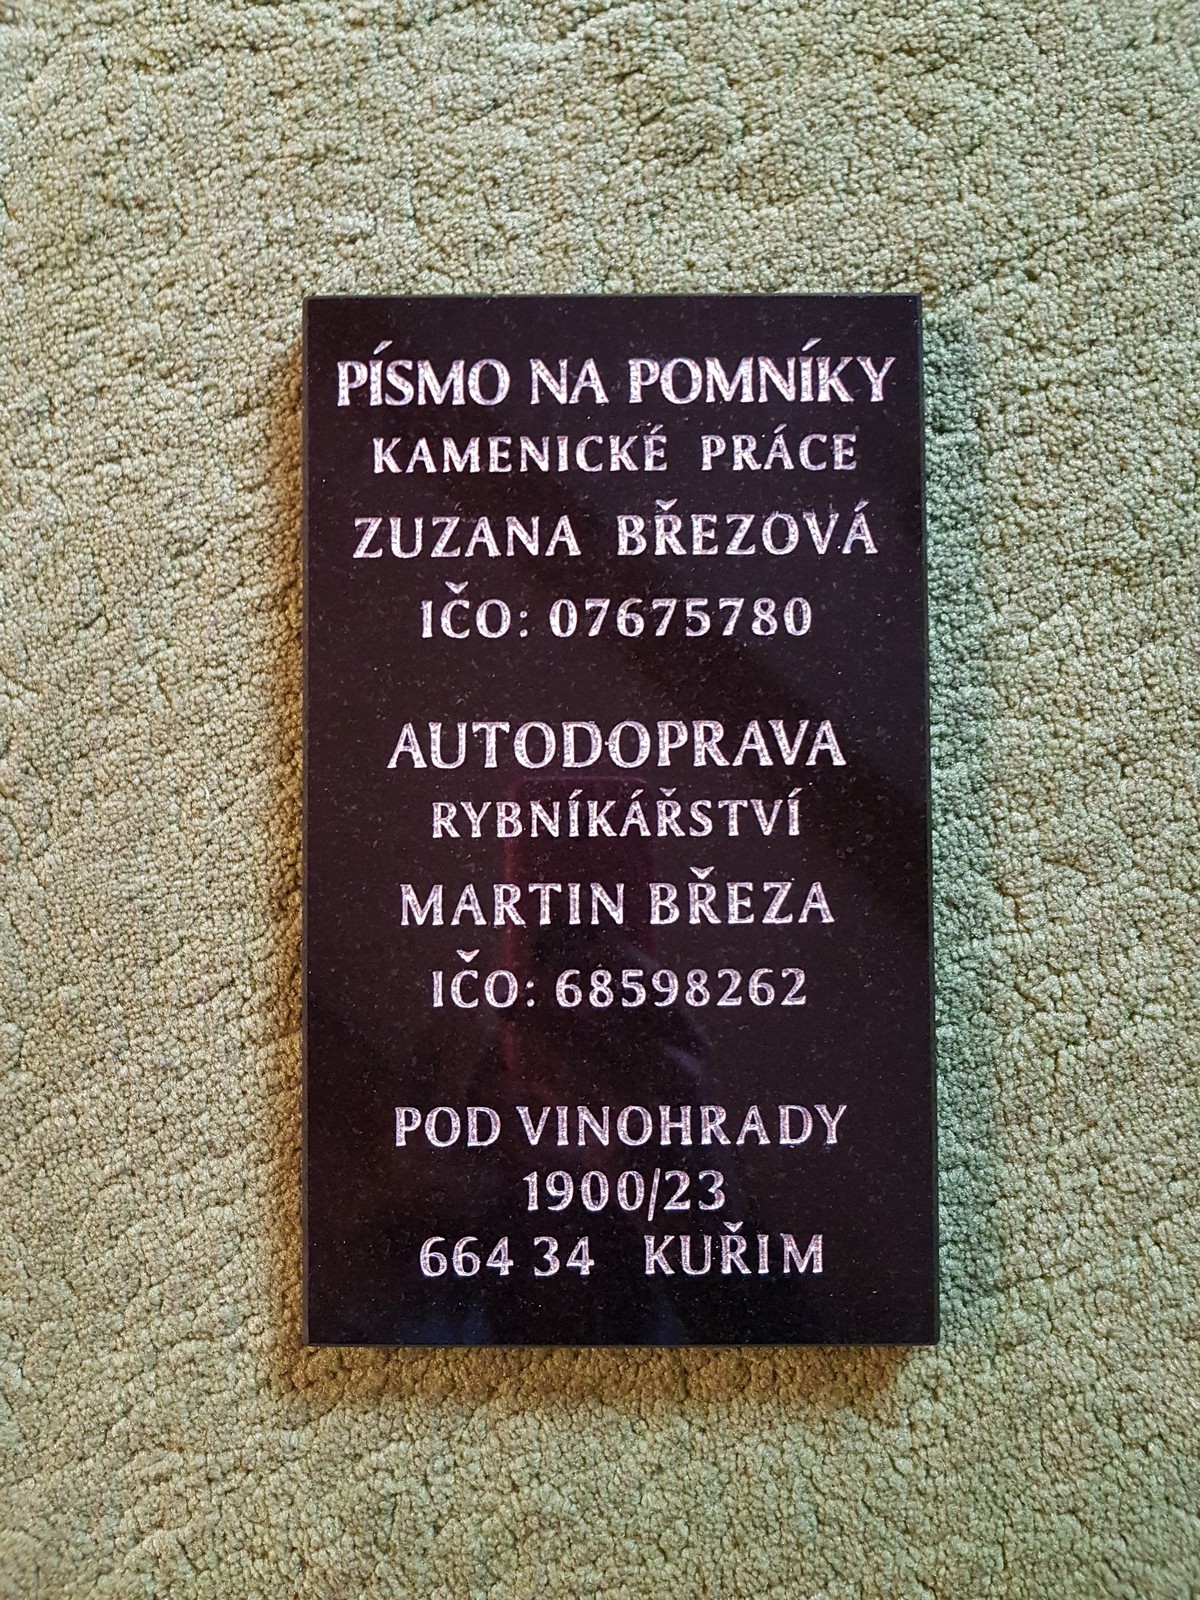 PÍSMO NA POMNÍKY
KAMENICKÉ PRÁCE
ZUZANA BŘEZOVÁ
IČO: 07675780
AUTODOPRAVA
RYBNÍKÁŘSTVÍ
MARTIN BŘEZA
IČO: 68598262
POD VINOHRADY
1900/23
664 34 KUŘIM